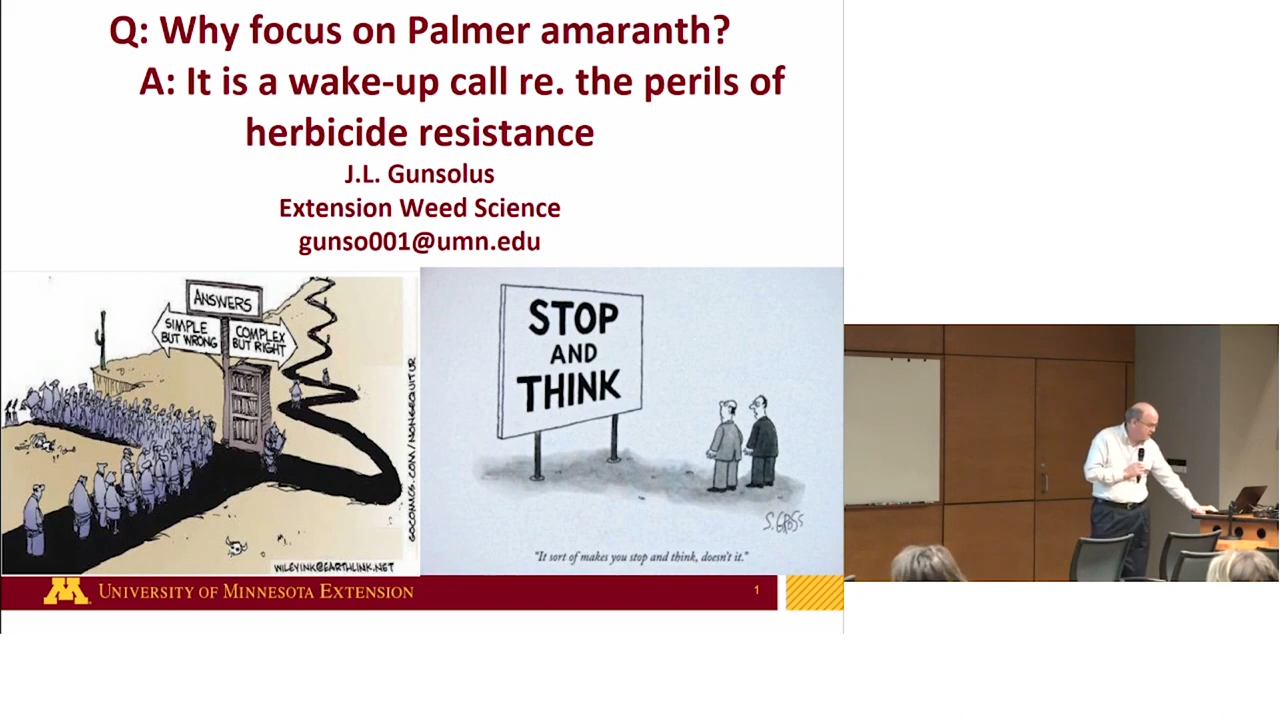 Q: Why focus on Palmer amaranth?
A: It is a wake-up call re. the perils of
herbicide resistance
J.L. Gunsolus
Extension Weed Science
gunso001@umn.edu
ANSWERS
SIMPLE
BUT WRONG
COMPLEX
BUT RIGHT
GOCOMICS.COM/NONSEQUITUR
WILEYINK@EARTHLINK.NET
STOP
AND
THINK
S.GROSS
"It sort of makes you stop and think, doesn't it."
M
UNIVERSITY OF MINNESOTA EXTENSION
1